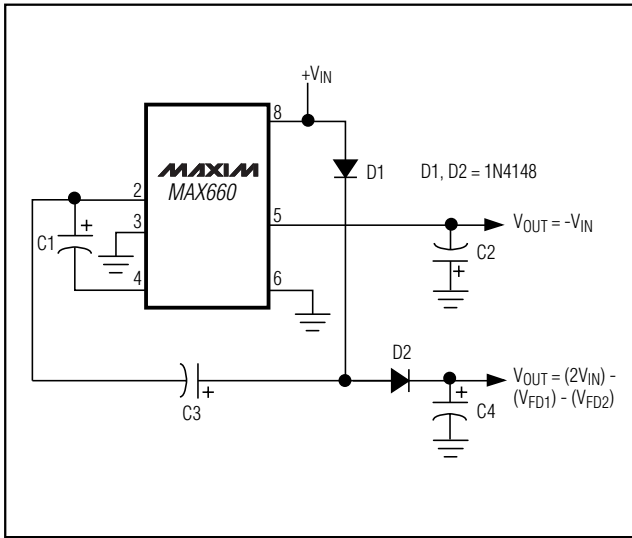 +VIN
8
MAXIM
MAX660
D1
D1, D2 = 1N4148
2
3
4
5
6
C1
+
VOUT = -VIN
C2
+
D2
C3
+
+
C4
VOUT = (2VIN) -
(VFD1) - (VFD2)